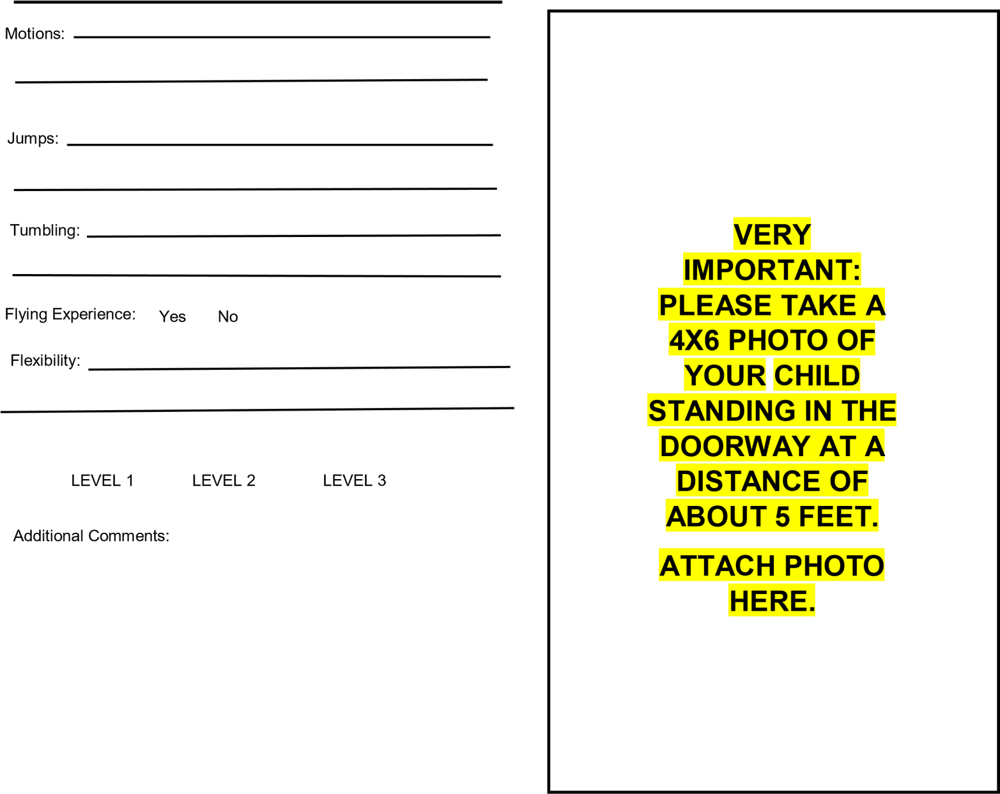 Motions:
Jumps:
Tumbling:
Flying Experience: Yes No
Flexibility:
LEVEL 1 LEVEL 2 LEVEL 3
Additional Comments:
VERY
IMPORTANT:
PLEASE TAKE A
4X6 PHOTO OF
YOUR CHILD
STANDING IN THE
DOORWAY AT A
DISTANCE OF
ABOUT 5 FEET.
ATTACH PHOTO
HERE.